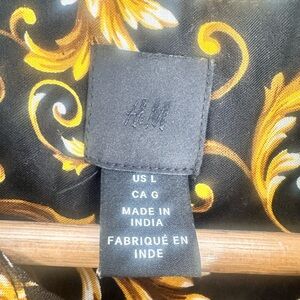 H&M
US L
CA G
MADE IN
INDIA
FABRIQUÉ EN
INDE